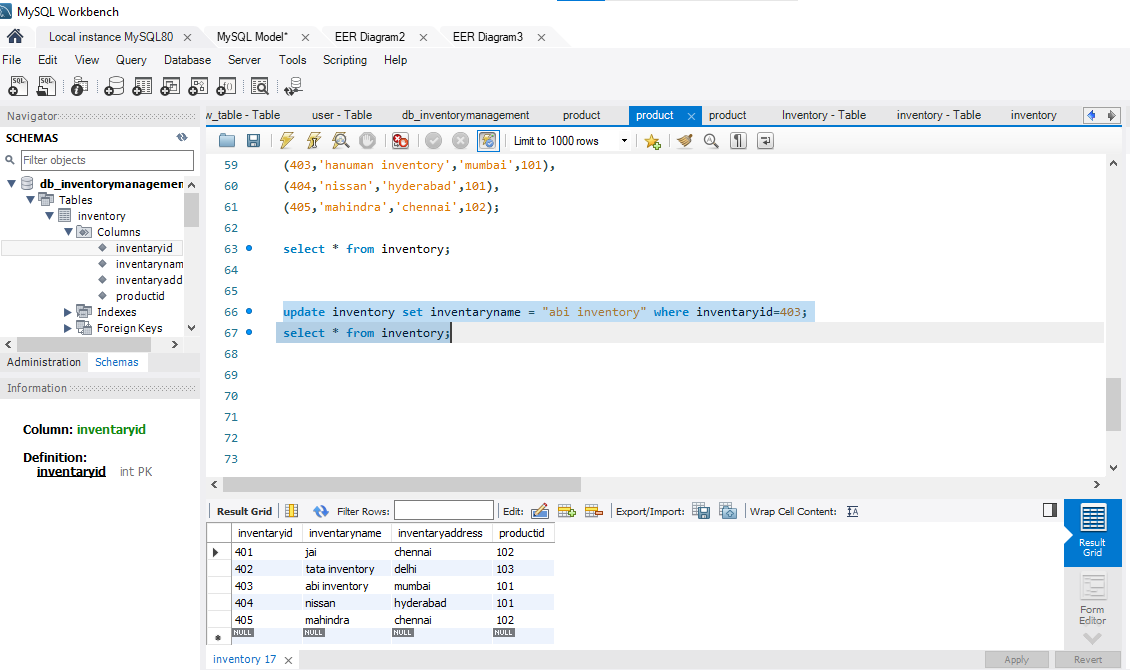 MySQL Workbench
Local instance MySQL80
MySQL Model*
EER Diagram2
EER Diagram3
File Edit View Query Database Server Tools Scripting Help
Navigator
SCHEMAS
Filter objects
db_inventorymanagemen
Tables
inventory
Columns
inventaryid
inventarynam
inventaryadd
productid
Indexes
Foreign Keys
Administration Schemas
Information
Column: inventaryid
Definition:
inventaryid int PK
w_table - Table user - Table db_inventorymanagement product product product Inventory - Table inventory - Table inventory
Limit to 1000 rows
59 (403,'hanuman inventory','mumbai',101),
60 (404,'nissan','hyderabad',101),
61 (405,'mahindra','chennai',102);
62
63 select * from inventory;
64
65
66 update inventory set inventaryname = "abi inventory" where inventaryid=403;
67 select * from inventory;
68
69
70
71
72
73
Result Grid Filter Rows: Edit: Export/Import: Wrap Cell Content:
inventaryid inventaryname inventaryaddress productid
401 jai chennai 102
402 tata inventory delhi 103
403 abi inventory mumbai 101
404 nissan hyderabad 101
405 mahindra chennai 102
NULL NULL NULL NULL
Result
Grid
Form
Editor
inventory 17
Apply Revert